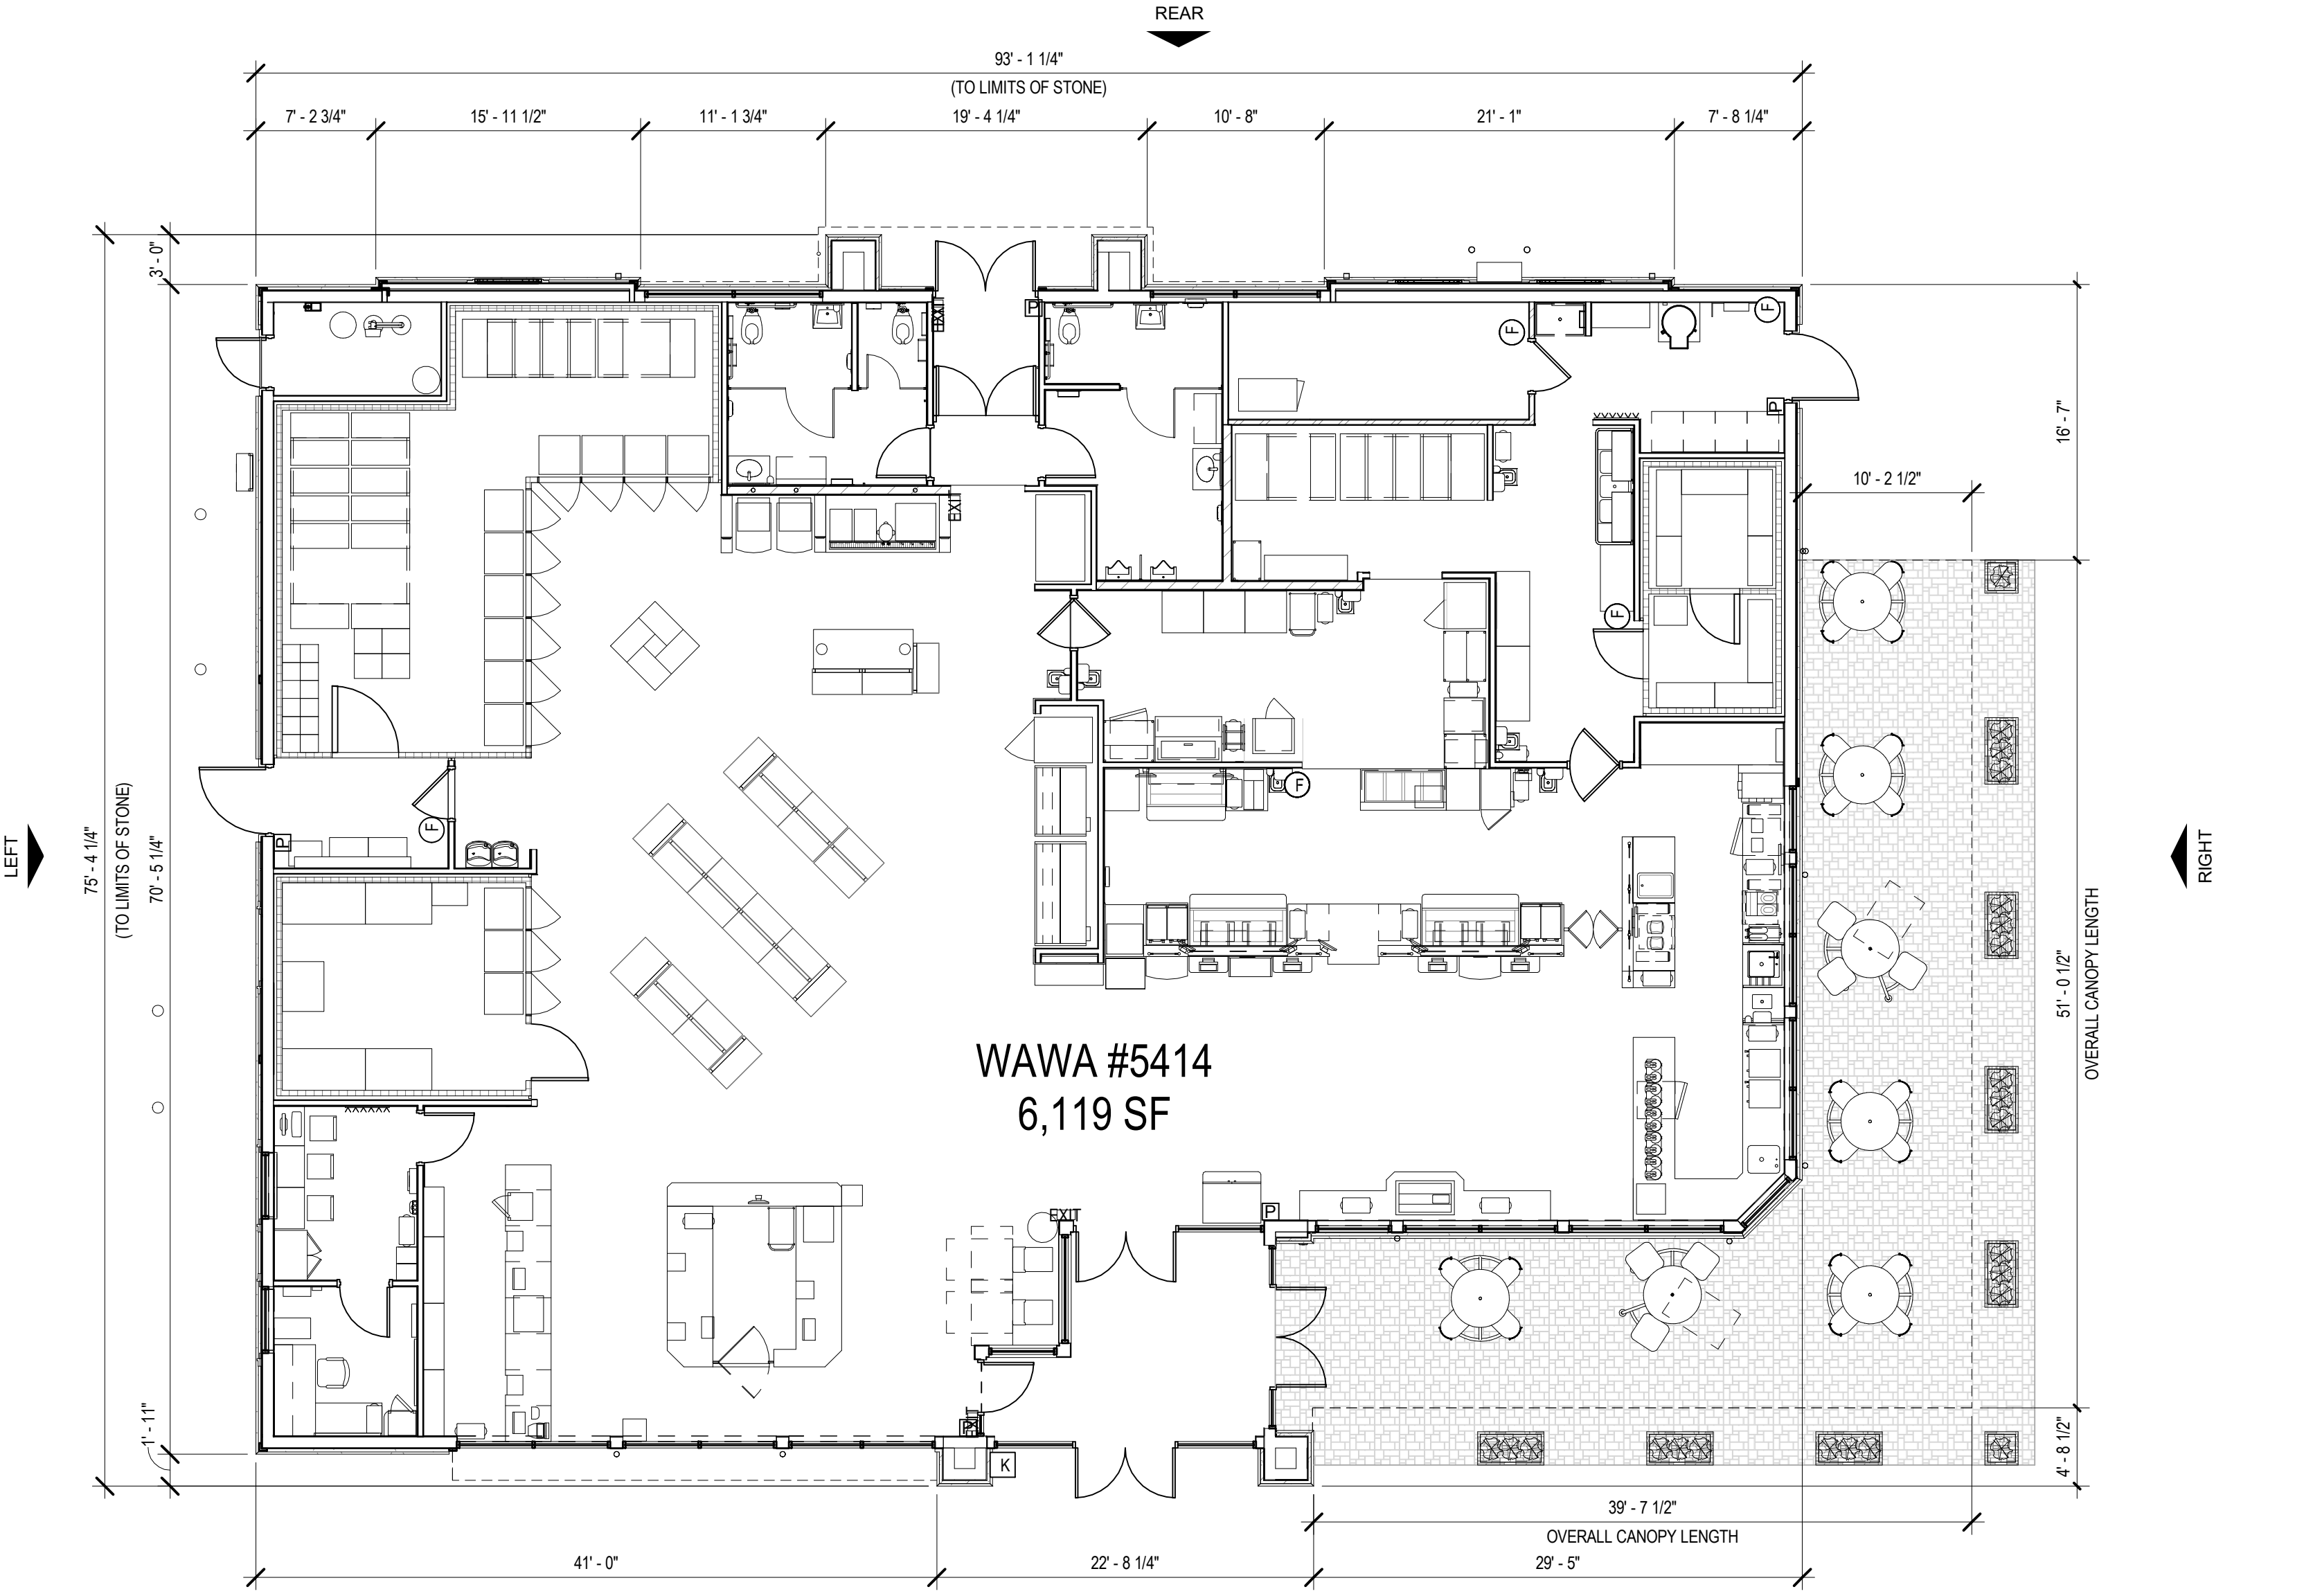 REAR
93' - 1 1/4"
(TO LIMITS OF STONE)
7' - 2 3/4"
15' - 11 1/2"
11' - 1 3/4"
19' - 4 1/4"
10' - 8"
21' - 1"
7' - 8 1/4"
3' - 0"
EXIT
P
F
F
P
16' - 7"
10' - 2 1/2"
EXIT
F
F
LEFT
75' - 4 1/4"
(TO LIMITS OF STONE)
70' - 5 1/4"
P
F
RIGHT
51' - 0 1/2"
OVERALL CANOPY LENGTH
WAWA #5414
6,119 SF
EXIT
P
1' - 11"
K
4' - 8 1/2"
39' - 7 1/2"
OVERALL CANOPY LENGTH
41' - 0"
22' - 8 1/4"
29' - 5"